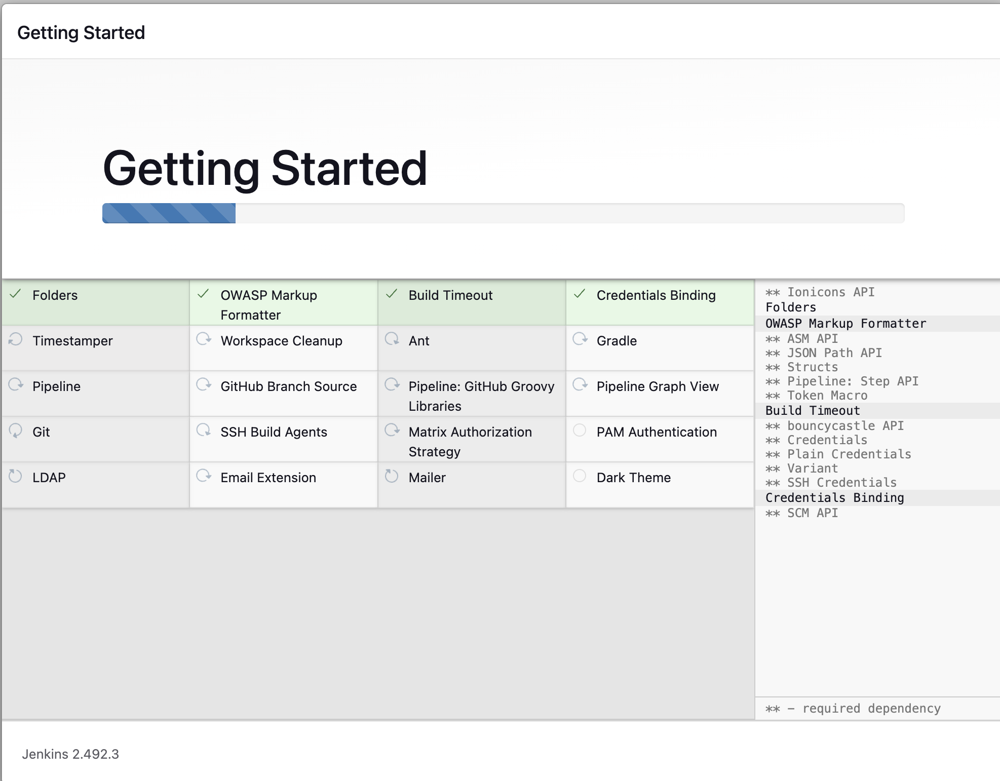 Getting Started
Getting Started
Folders
OWASP Markup
Formatter
Build Timeout
Credentials Binding
Timestamper
Workspace Cleanup
Ant
Gradle
Pipeline
GitHub Branch Source
Pipeline: GitHub Groovy
Libraries
Pipeline Graph View
Git
SSH Build Agents
Matrix Authorization
Strategy
PAM Authentication
LDAP
Email Extension
Mailer
Dark Theme
** Ionicons API
Folders
OWASP Markup Formatter
** ASM API
** JSON Path API
** Structs
** Pipeline: Step API
** Token Macro
Build Timeout
** bouncycastle API
** Credentials
** Plain Credentials
** Variant
** SSH Credentials
Credentials Binding
** SCM API
** – required dependency
Jenkins 2.492.3